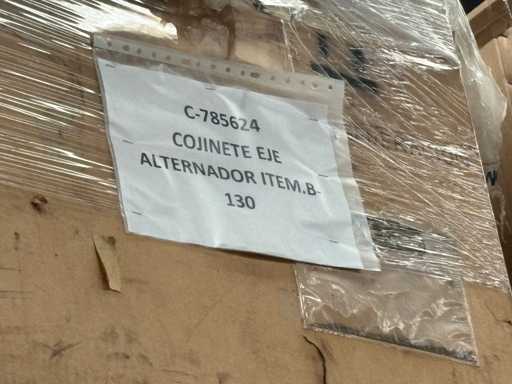 C-785624
COJINETE EJE
ALTERNADOR ITEM.B-
130